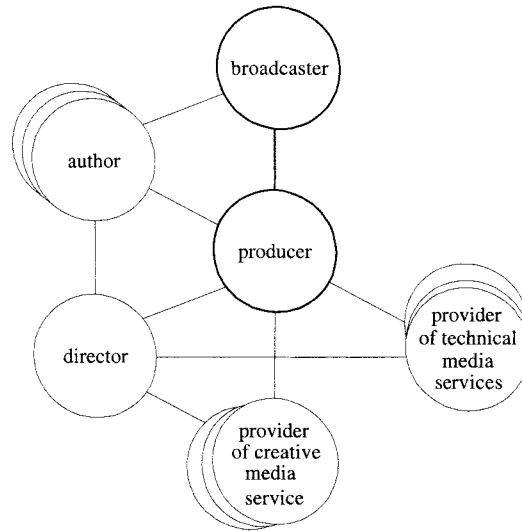 broadcaster
author
producer
provider
of technical
media
services
director
provider
of creative
media
service